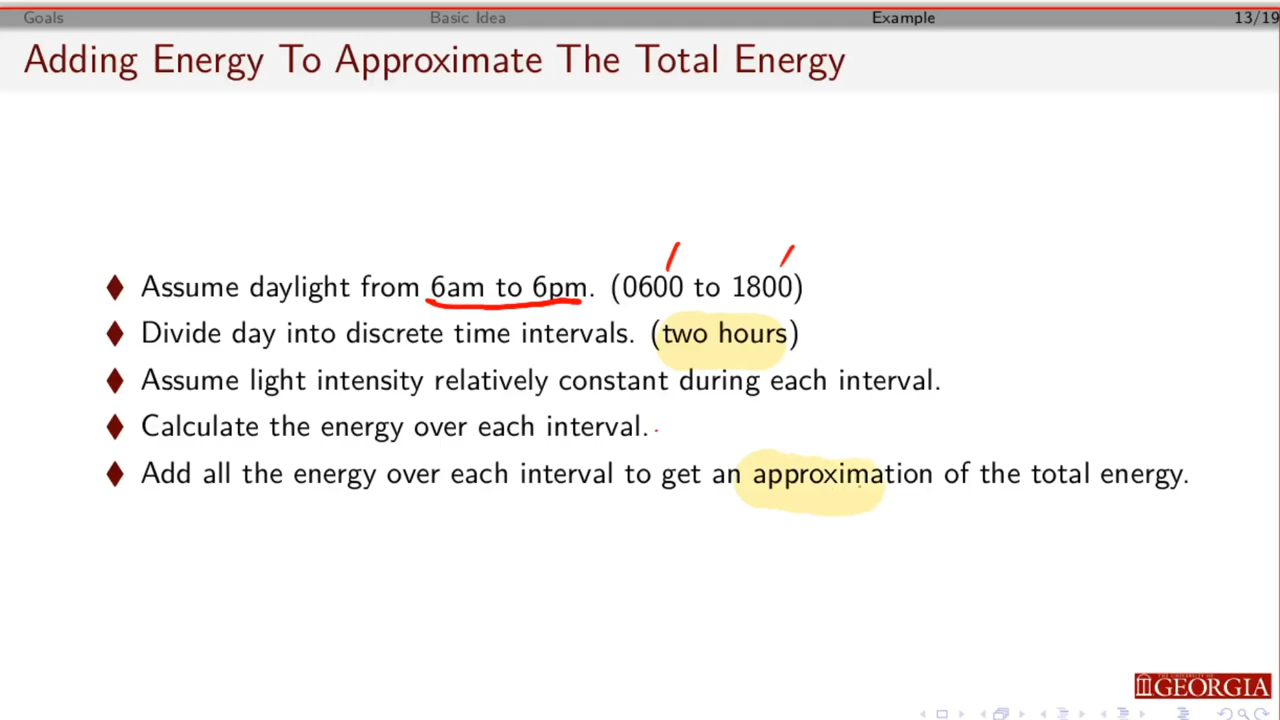 Goals Basic Idea Example 13/19
Adding Energy To Approximate The Total Energy
Assume daylight from 6am to 6pm. (0600 to 1800)
Divide day into discrete time intervals. (two hours)
Assume light intensity relatively constant during each interval.
Calculate the energy over each interval.
Add all the energy over each interval to get an approximation of the total energy.
GEORGIA